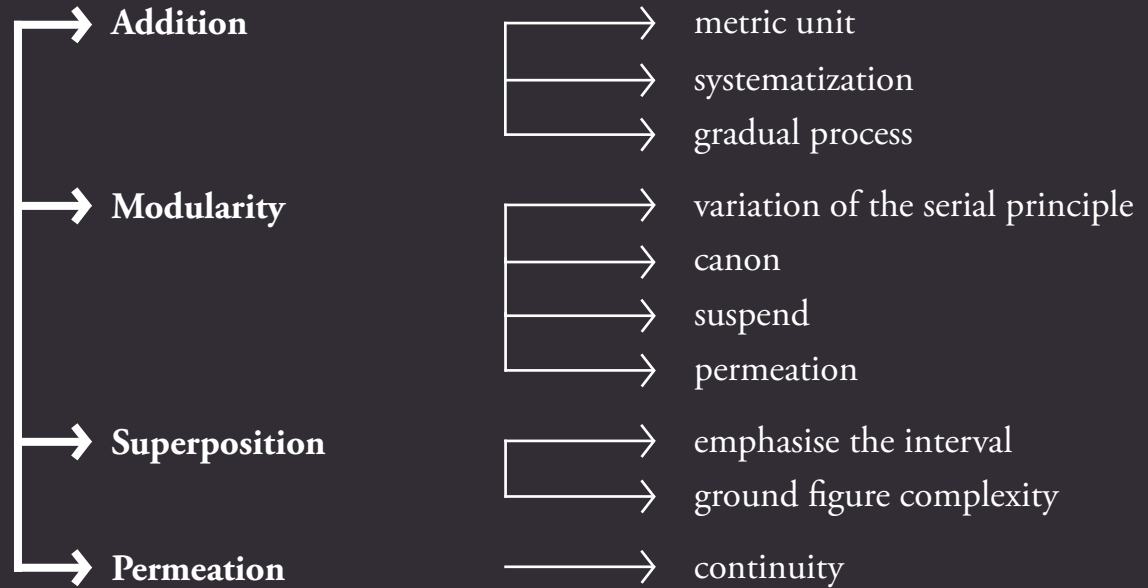 Addition
metric unit
systematization
gradual process
Modularity
variation of the serial principle
canon
suspend
permeation
Superposition
emphasise the interval
ground figure complexity
Permeation
continuity